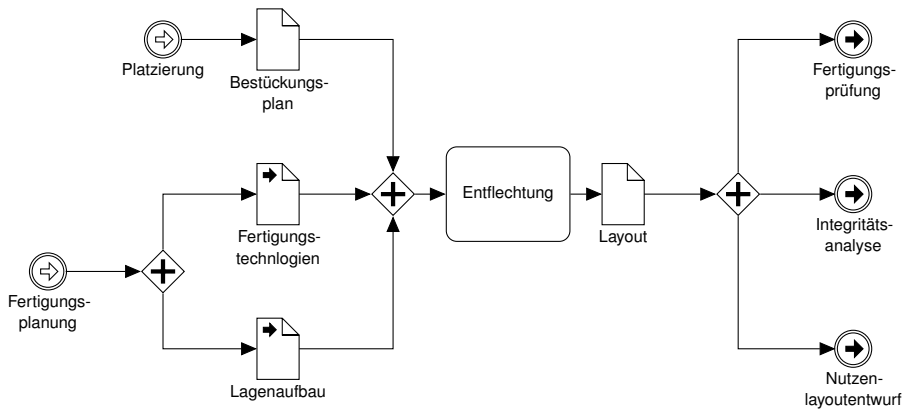 Platzierung
Bestückungs-
plan
Fertigungs-
prüfung
Entflechtung
Fertigungs-
technlogien
Layout
Integritäts-
analyse
Fertigungs-
planung
Lagenaufbau
Nutzen-
layoutentwurf